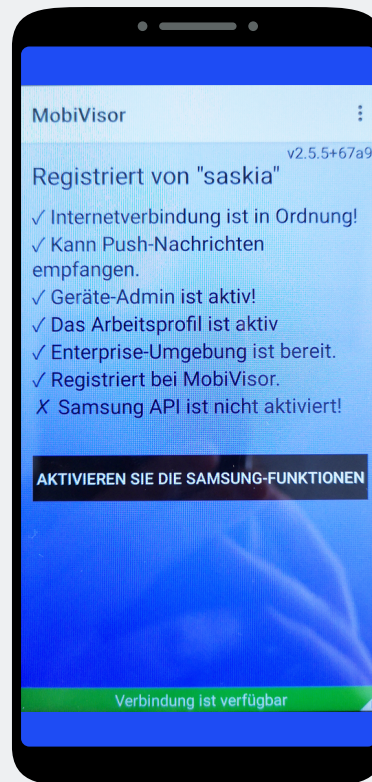 MobiVisor
v2.5.5+67a9
Registriert von "saskia"
✓ Internetverbindung ist in Ordnung!
✓ Kann Push-Nachrichten
empfangen.
✓ Geräte-Admin ist aktiv!
✓ Das Arbeitsprofil ist aktiv
✓ Enterprise-Umgebung ist bereit.
✓ Registriert bei MobiVisor.
✗ Samsung API ist nicht aktiviert!
AKTIVIEREN SIE DIE SAMSUNG-FUNKTIONEN
Verbindung ist verfügbar